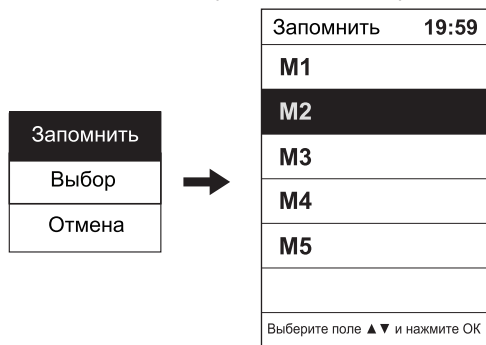 Запомнить
Выбор
Отмена
Запомнить 19:59
M1
M2
M3
M4
M5
Выберите поле ▲▼ и нажмите ОК